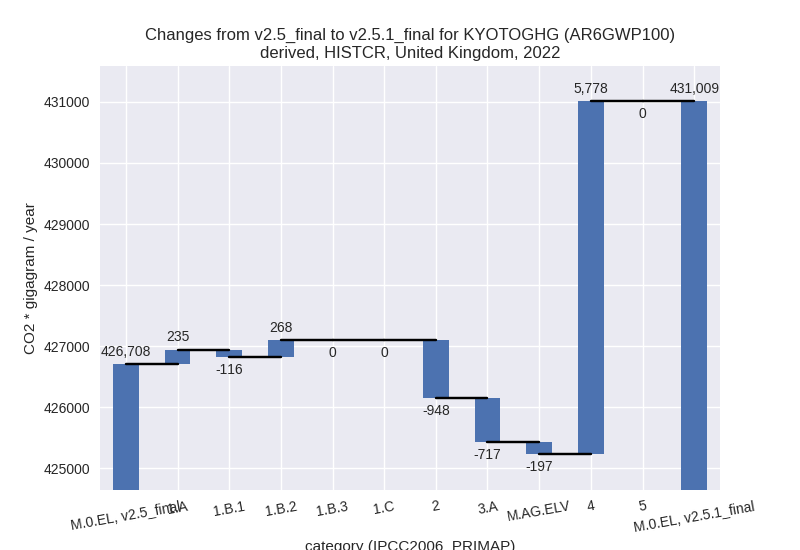 Changes from v2.5_final to v2.5.1_final for KYOTOGHG (AR6GWP100)
derived, HISTCR, United Kingdom, 2022
CO2 * gigagram / year
431000
430000
429000
428000
427000
426000
425000
426,708
235
-116
268
0
0
-948
-717
-197
5,778
0
431,009
M.0.EL, v2.5_final
1.A
1.B.1
1.B.2
1.B.3
1.C
2
3.A
M.AG.ELV
4
5
M.0.EL, v2.5.1_final
category (IPCC2006_PRIMAP)